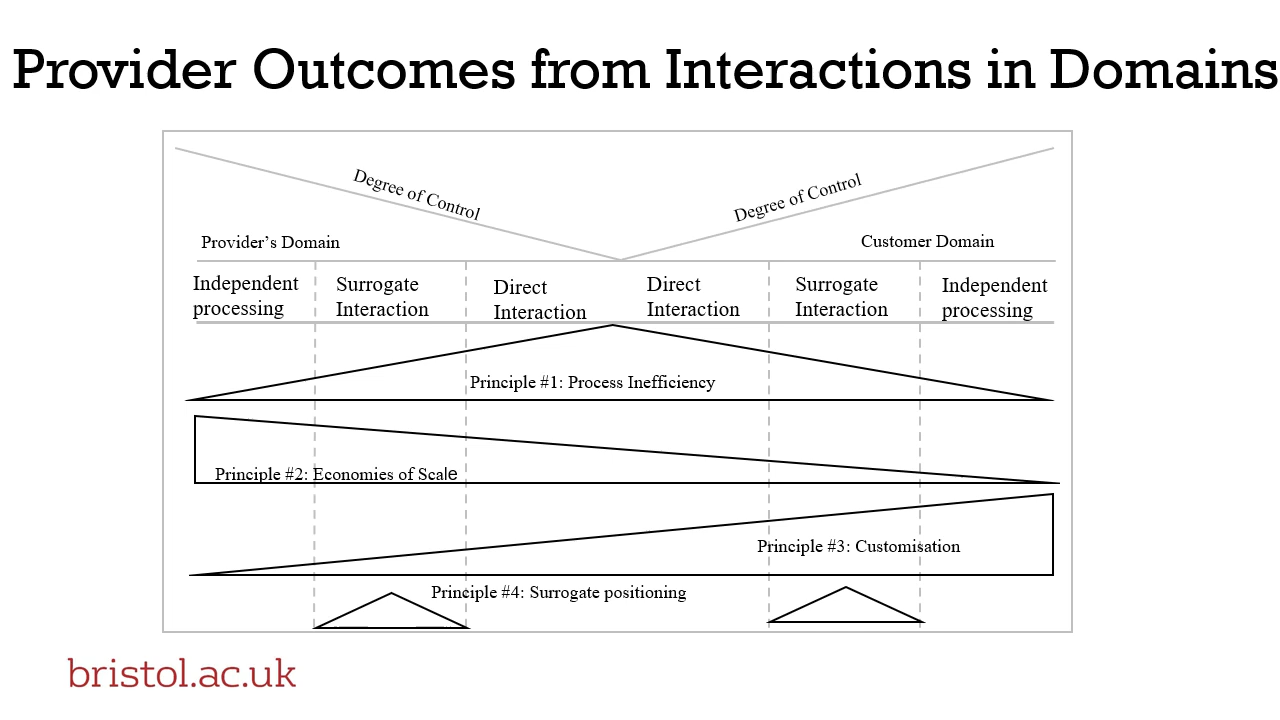 Provider Outcomes from Interactions in Domains
Degree of Control
Degree of Control
Provider’s Domain
Customer Domain
Independent
processing
Surrogate
Interaction
Direct
Interaction
Direct
Interaction
Surrogate
Interaction
Independent
processing
Principle #1: Process Inefficiency
Principle #2: Economies of Scale
Principle #3: Customisation
Principle #4: Surrogate positioning
bristol.ac.uk